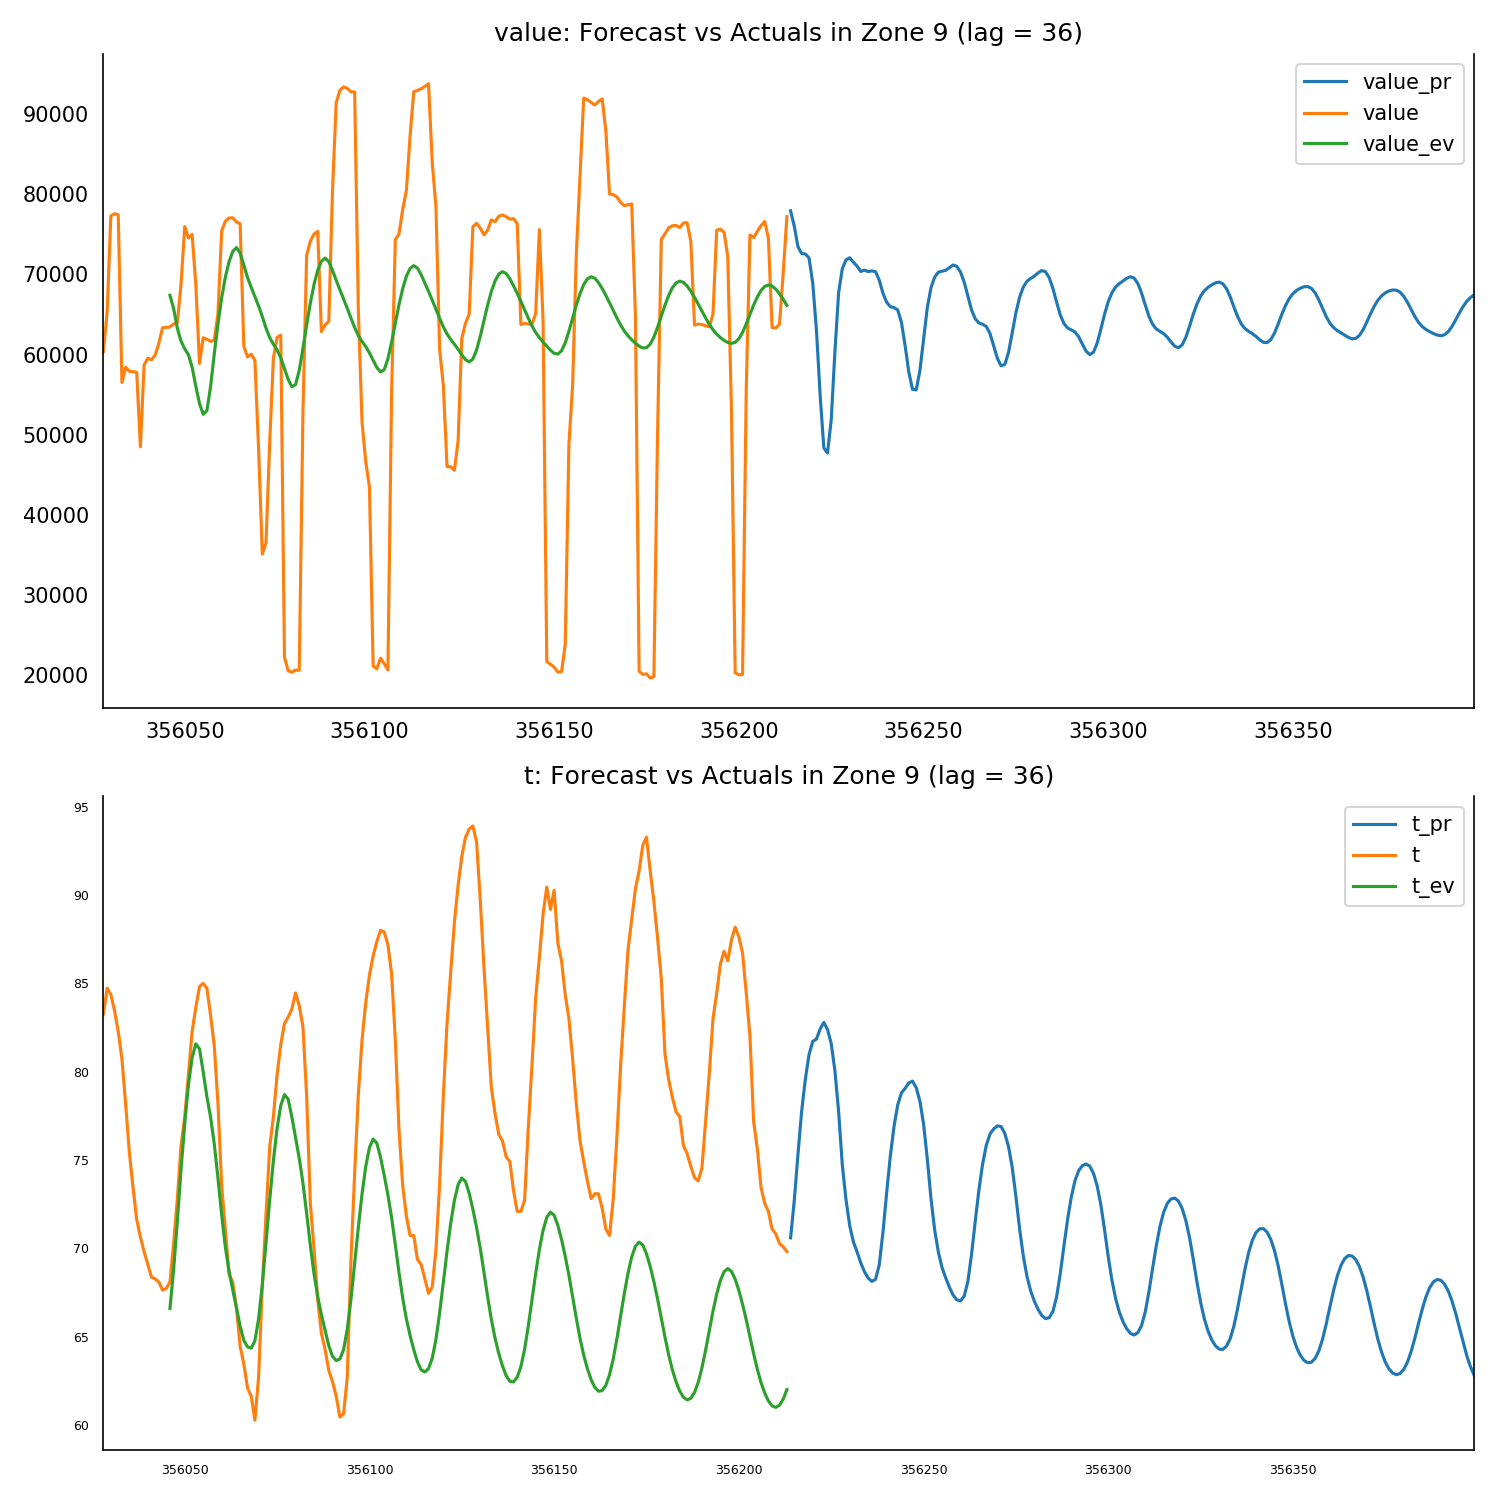 value: Forecast vs Actuals in Zone 9 (lag = 36)
value_pr
value
value_ev
90000
80000
70000
60000
50000
40000
30000
20000
356050 356100 356150 356200 356250 356300 356350
t: Forecast vs Actuals in Zone 9 (lag = 36)
t_pr
t
t_ev
95
90
85
80
75
70
65
60
356050 356100 356150 356200 356250 356300 356350